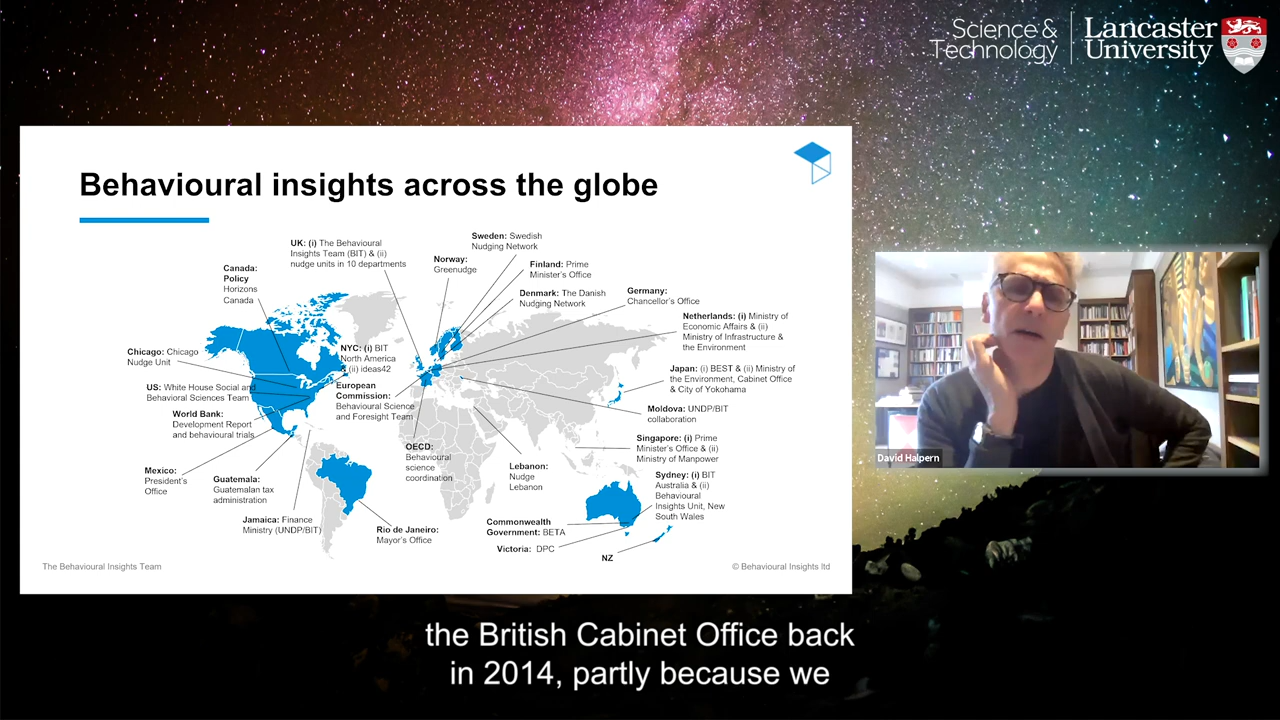 Science &
Technology
Lancaster
University
Behavioural insights across the globe
UK: (i) The Behavioural
Insights Team (BIT) & (ii)
nudge units in 10 departments
Sweden: Swedish
Nudging Network
Norway:
Greenudge
Finland: Prime
Minister's Office
Canada:
Policy
Horizons
Canada
Denmark: The Danish
Nudging Network
Germany:
Chancellor's Office
Netherlands: (i) Ministry of
Economic Affairs & (ii)
Ministry of Infrastructure &
the Environment
Chicago: Chicago
Nudge Unit
NYC: (i) BIT
North America
& (ii) ideas42
US: White House Social and
Behavioral Sciences Team
European
Commission:
Behavioural Science
and Foresight Team
Japan: (i) BEST & (ii) Ministry of
the Environment, Cabinet Office
& City of Yokohama
World Bank:
Development Report
and behavioural trials
Moldova: UNDP/BIT
collaboration
OECD:
Behavioural
science
coordination
Singapore: (i) Prime
Minister's Office & (ii)
Ministry of Manpower
Mexico:
President's
Office
Guatemala:
Guatemalan tax
administration
Lebanon:
Nudge
Lebanon
Sydney: (i) BIT
Australia & (ii)
Behavioural
Insights Unit, New
South Wales
Jamaica: Finance
Ministry (UNDP/BIT)
Rio de Janeiro:
Mayor's Office
Commonwealth
Government: BETA
Victoria: DPC
NZ
The Behavioural Insights Team
© Behavioural Insights ltd
David Halpern
the British Cabinet Office back
in 2014, partly because we